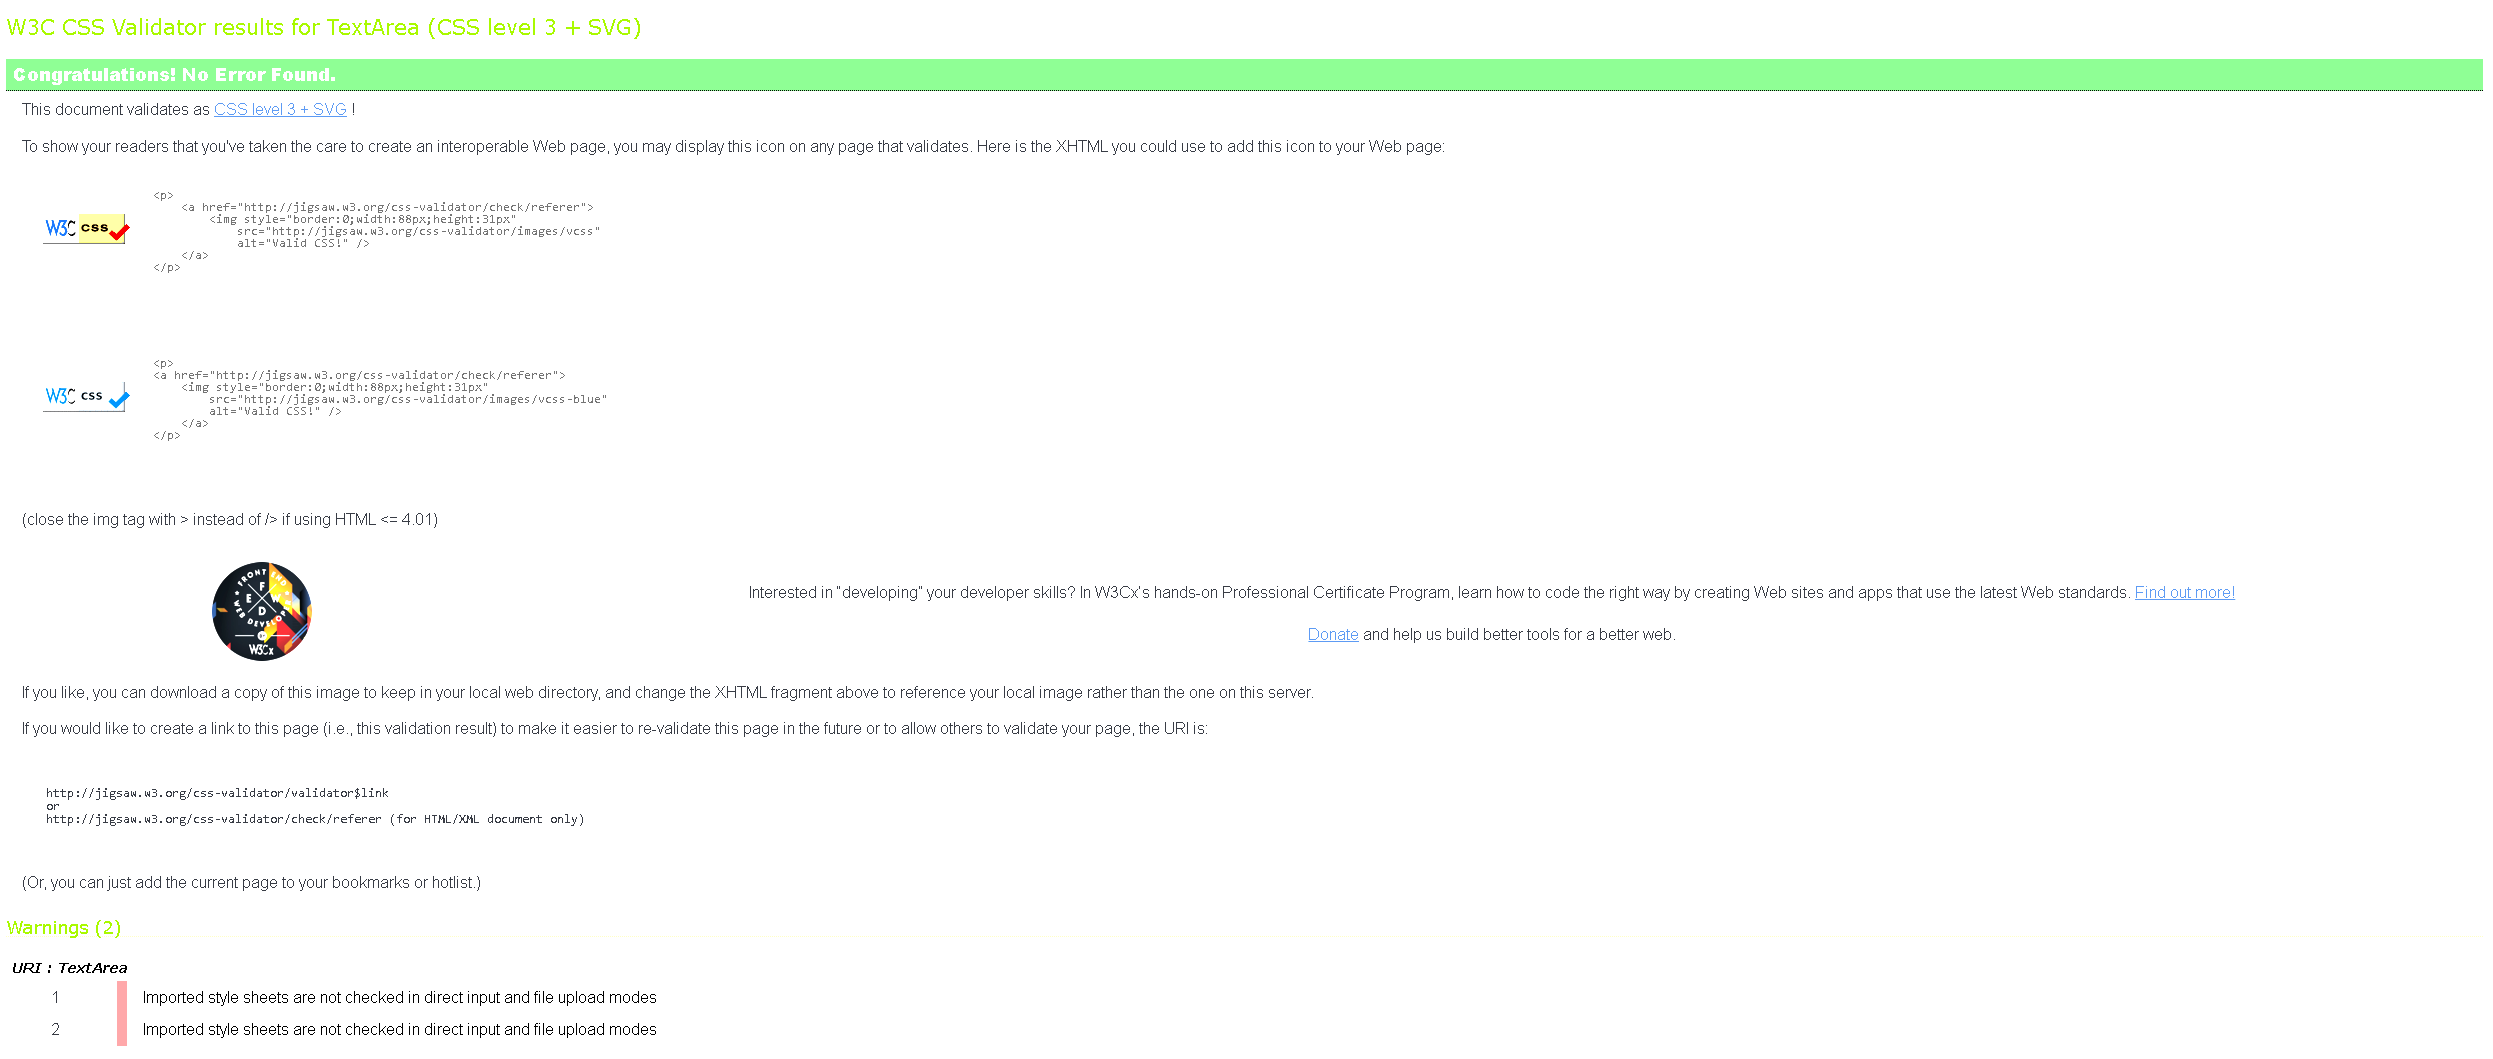 W3C CSS Validator results for TextArea (CSS level 3 + SVG)
Congratulations! No Error Found.
This document validates as CSS level 3 + SVG !
To show your readers that you've taken the care to create an interoperable Web page, you may display this icon on any page that validates. Here is the XHTML you could use to add this icon to your Web page:
W3C css
<p>
<a href="http://jigsaw.w3.org/css-validator/check/referer">
<img style="border:0;width:88px;height:31px"
src="http://jigsaw.w3.org/css-validator/images/vcss"
alt="Valid CSS!" />
</a>
</p>
W3C css
<p>
<a href="http://jigsaw.w3.org/css-validator/check/referer">
<img style="border:0;width:88px;height:31px"
src="http://jigsaw.w3.org/css-validator/images/vcss-blue"
alt="Valid CSS!" />
</a>
</p>
(close the img tag with > instead of /> if using HTML <= 4.01)
FRONT END
F
E W
D
WEB DEVELOPER
BY
W3Cx
Interested in "developing" your developer skills? In W3Cx's hands-on Professional Certificate Program, learn how to code the right way by creating Web sites and apps that use the latest Web standards. Find out more!
Donate and help us build better tools for a better web.
If you like, you can download a copy of this image to keep in your local web directory, and change the XHTML fragment above to reference your local image rather than the one on this server.
If you would like to create a link to this page (i.e., this validation result) to make it easier to re-validate this page in the future or to allow others to validate your page, the URI is:
http://jigsaw.w3.org/css-validator/validator$link
or
http://jigsaw.w3.org/css-validator/check/referer (for HTML/XML document only)
(Or, you can just add the current page to your bookmarks or hotlist.)
Warnings (2)
URI : TextArea
1 Imported style sheets are not checked in direct input and file upload modes
2 Imported style sheets are not checked in direct input and file upload modes